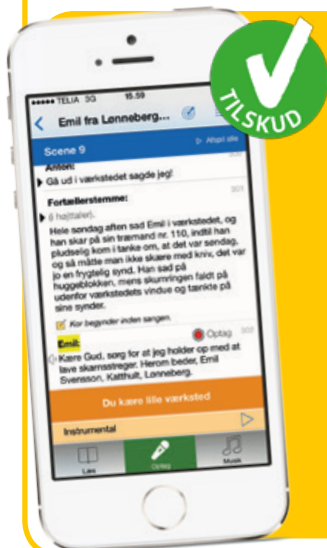 TILSKUD
TELIA 3G 15.59
Emil fra Lønneberg...
Scene 9
Afspil alle
Anton:
Gå ud i værkstedet sagde jeg!
Fortællerstemme: 301
(i højttaler).
Hele søndag aften sad Emil i værkstedet, og
han skar på sin træmand nr. 110, indtil han
pludselig kom i tanke om, at det var søndag,
og så måtte man ikke skære med kniv, det var
jo en frygtelig synd. Han sad på
huggeblokken, mens skumringen faldt på
udenfor værkstedets vindue og tænkte på
sine synder.
Kor begynder inden sangen.
Emil: Optag 302
Kære Gud, sørg for at jeg holder op med at
lave skarnsstreger. Herom beder, Emil
Svensson, Katthult, Lønneberg.
Du kære lille værksted
Instrumental
Læs Optag Musik